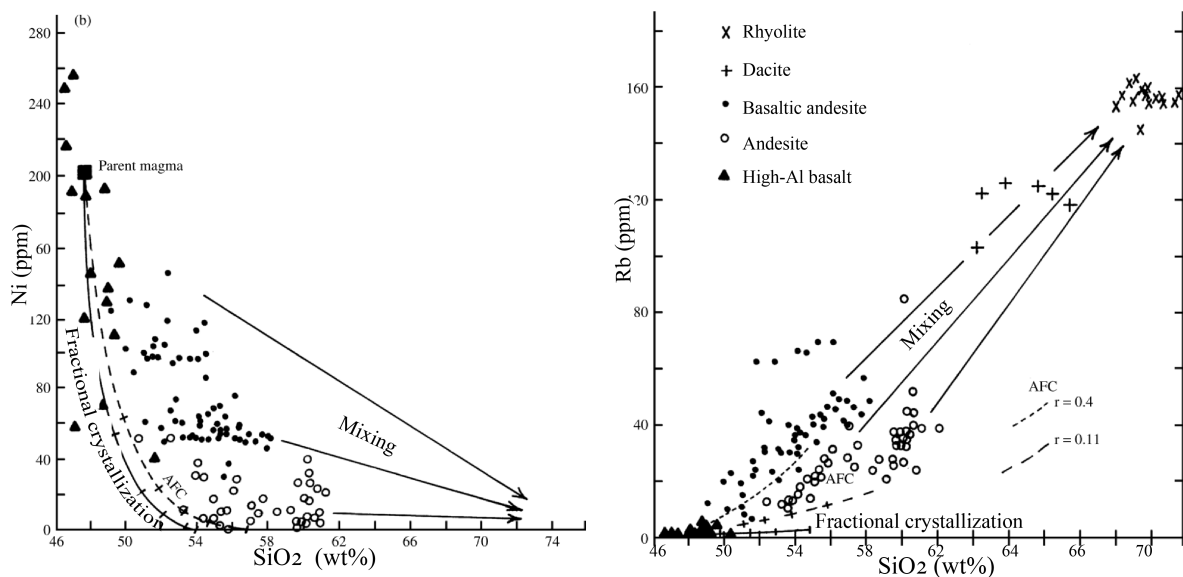 (b)
280
240
200
60
120
80
40
0
Ni (ppm)
Parent magma
Fractional crystallization
AFC
Mixing
46
50
54
58
62
66
70
74
SiO2 (wt%)
Rhyolite
Dacite
Basaltic andesite
Andesite
High-Al basalt
160
120
80
40
0
Rb (ppm)
Mixing
AFC
r = 0.4
r = 0.11
AFC
Fractional crystallization
46
50
54
58
62
64
66
70
SiO2 (wt%)